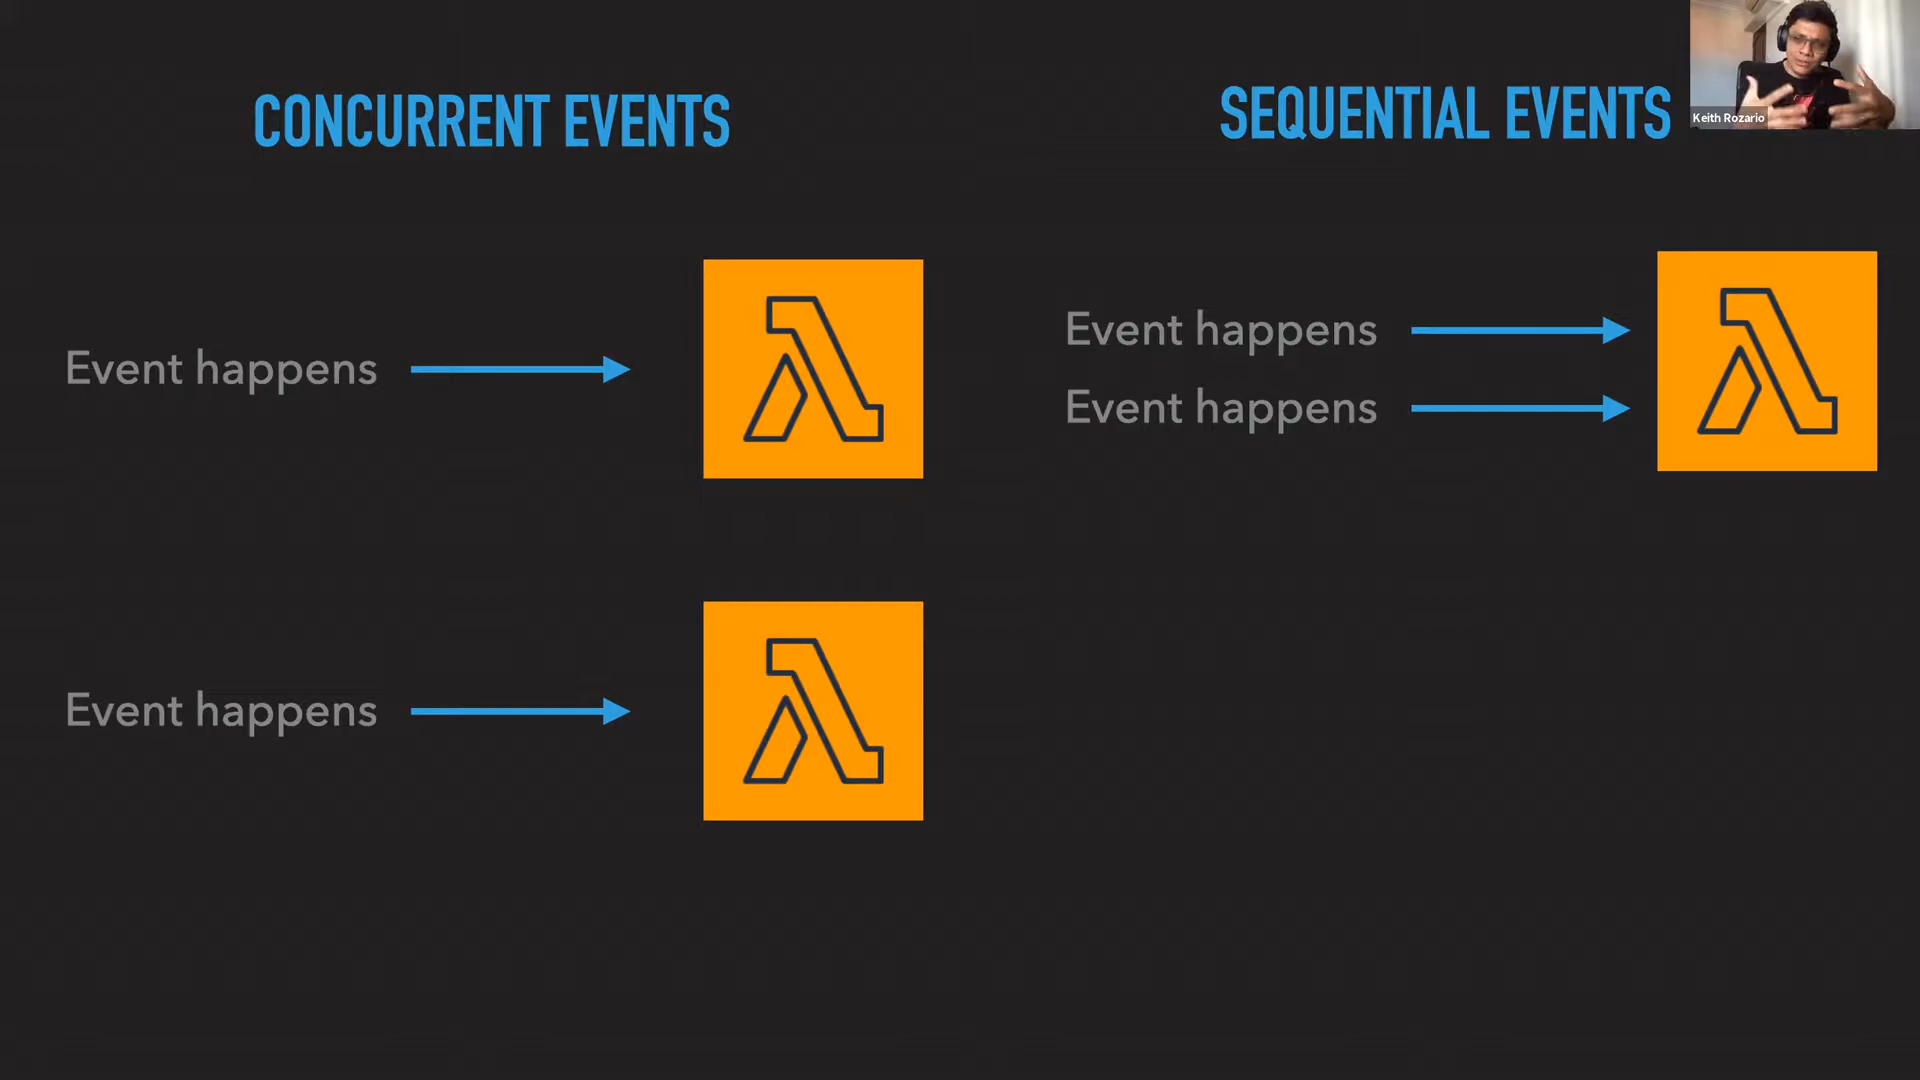 CONCURRENT EVENTS
Event happens
Event happens
SEQUENTIAL EVENTS
Event happens
Event happens
Keith Rozario